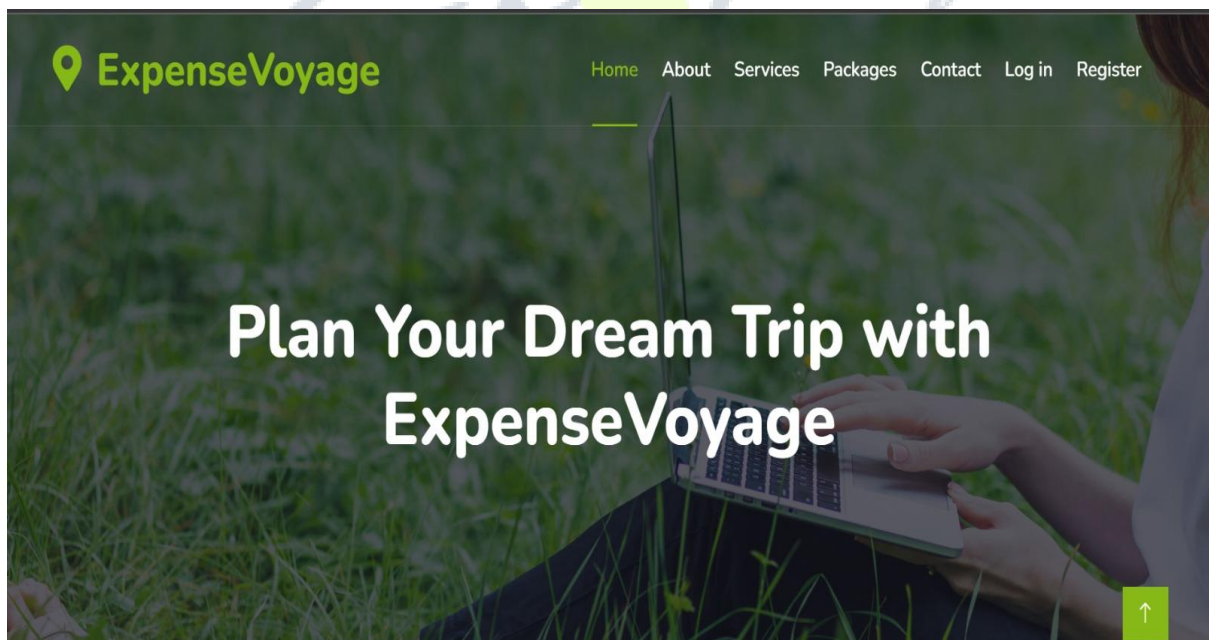 ExpenseVoyage
Home About Services Packages Contact Log in Register
Plan Your Dream Trip with
ExpenseVoyage